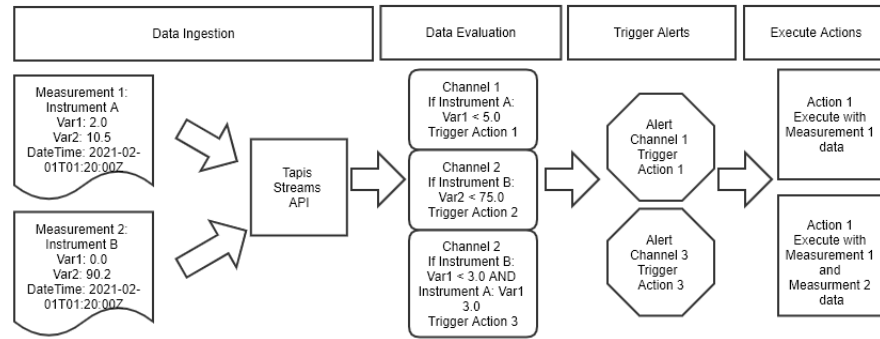 Data Ingestion
Data Evaluation
Trigger Alerts
Execute Actions
Measurement 1:
Instrument A
Var1: 2.0
Var2: 10.5
DateTime: 2021-02-
01T01:20:00Z
Measurement 2:
Instrument B
Var1: 0.0
Var2: 90.2
DateTime: 2021-02-
01T01:20:00Z
Tapis
Streams
API
Channel 1
If Instrument A:
Var1 < 5.0
Trigger Action 1
Channel 2
If Instrument B:
Var2 < 75.0
Trigger Action 2
Channel 2
If Instrument B:
Var1 < 3.0 AND
Instrument A: Var1
3.0
Trigger Action 3
Alert
Channel 1
Trigger
Action 1
Alert
Channel 3
Trigger
Action 3
Action 1
Execute with
Measurement 1
data
Action 1
Execute with
Measurement 1
and
Measurment 2
data